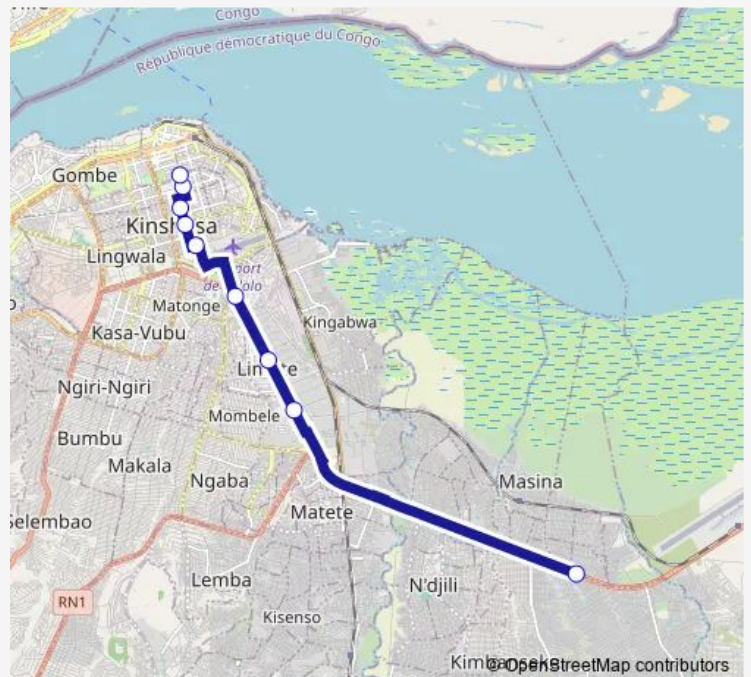 Congo
République démocratique du Congo
Gombe
Lingwala
Matonge
Kingabwa
Kasa-Vubu
Ngiri-Ngiri
Mombele
Bumbu
Makala
Ngaba
Masina
Selembao
Matete
Lemba
N'djili
RN1
Kisenso
© OpenStreetMap contributors